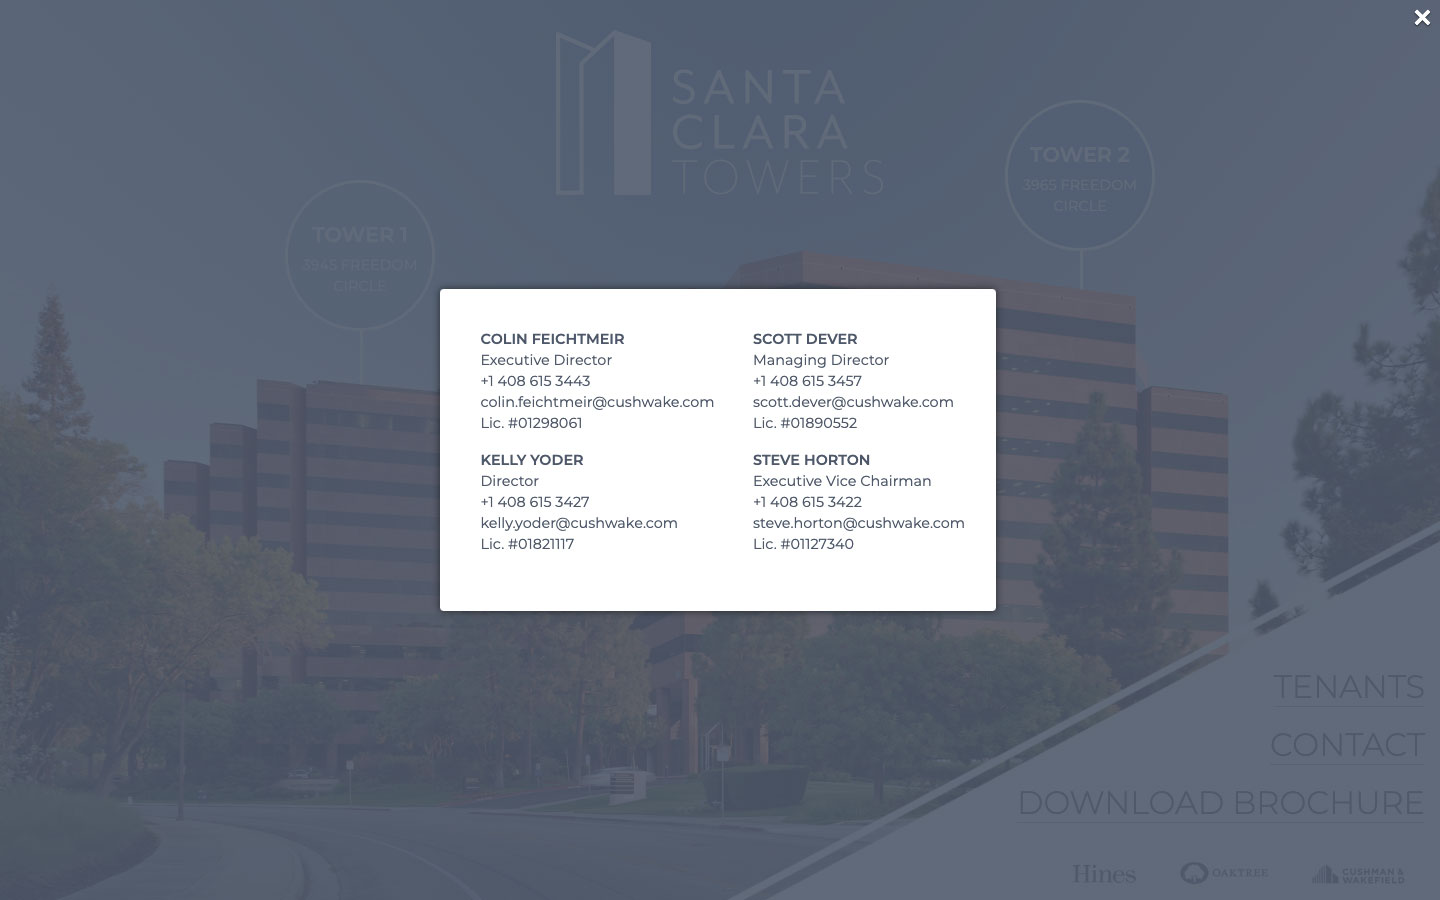 SANTA
CLARA
TOWERS
TOWER 1
3945 FREEDOM
CIRCLE
TOWER 2
3965 FREEDOM
CIRCLE
COLIN FEICHTMEIR
Executive Director
+1 408 615 3443
colin.feichtmeir@cushwake.com
Lic. #01298061
SCOTT DEVER
Managing Director
+1 408 615 3457
scott.dever@cushwake.com
Lic. #01890552
KELLY YODER
Director
+1 408 615 3427
kelly.yoder@cushwake.com
Lic. #01821117
STEVE HORTON
Executive Vice Chairman
+1 408 615 3422
steve.horton@cushwake.com
Lic. #01127340
TENANTS
CONTACT
DOWNLOAD BROCHURE
Hines
OAKTREE
CUSHMAN &
WAKEFIELD